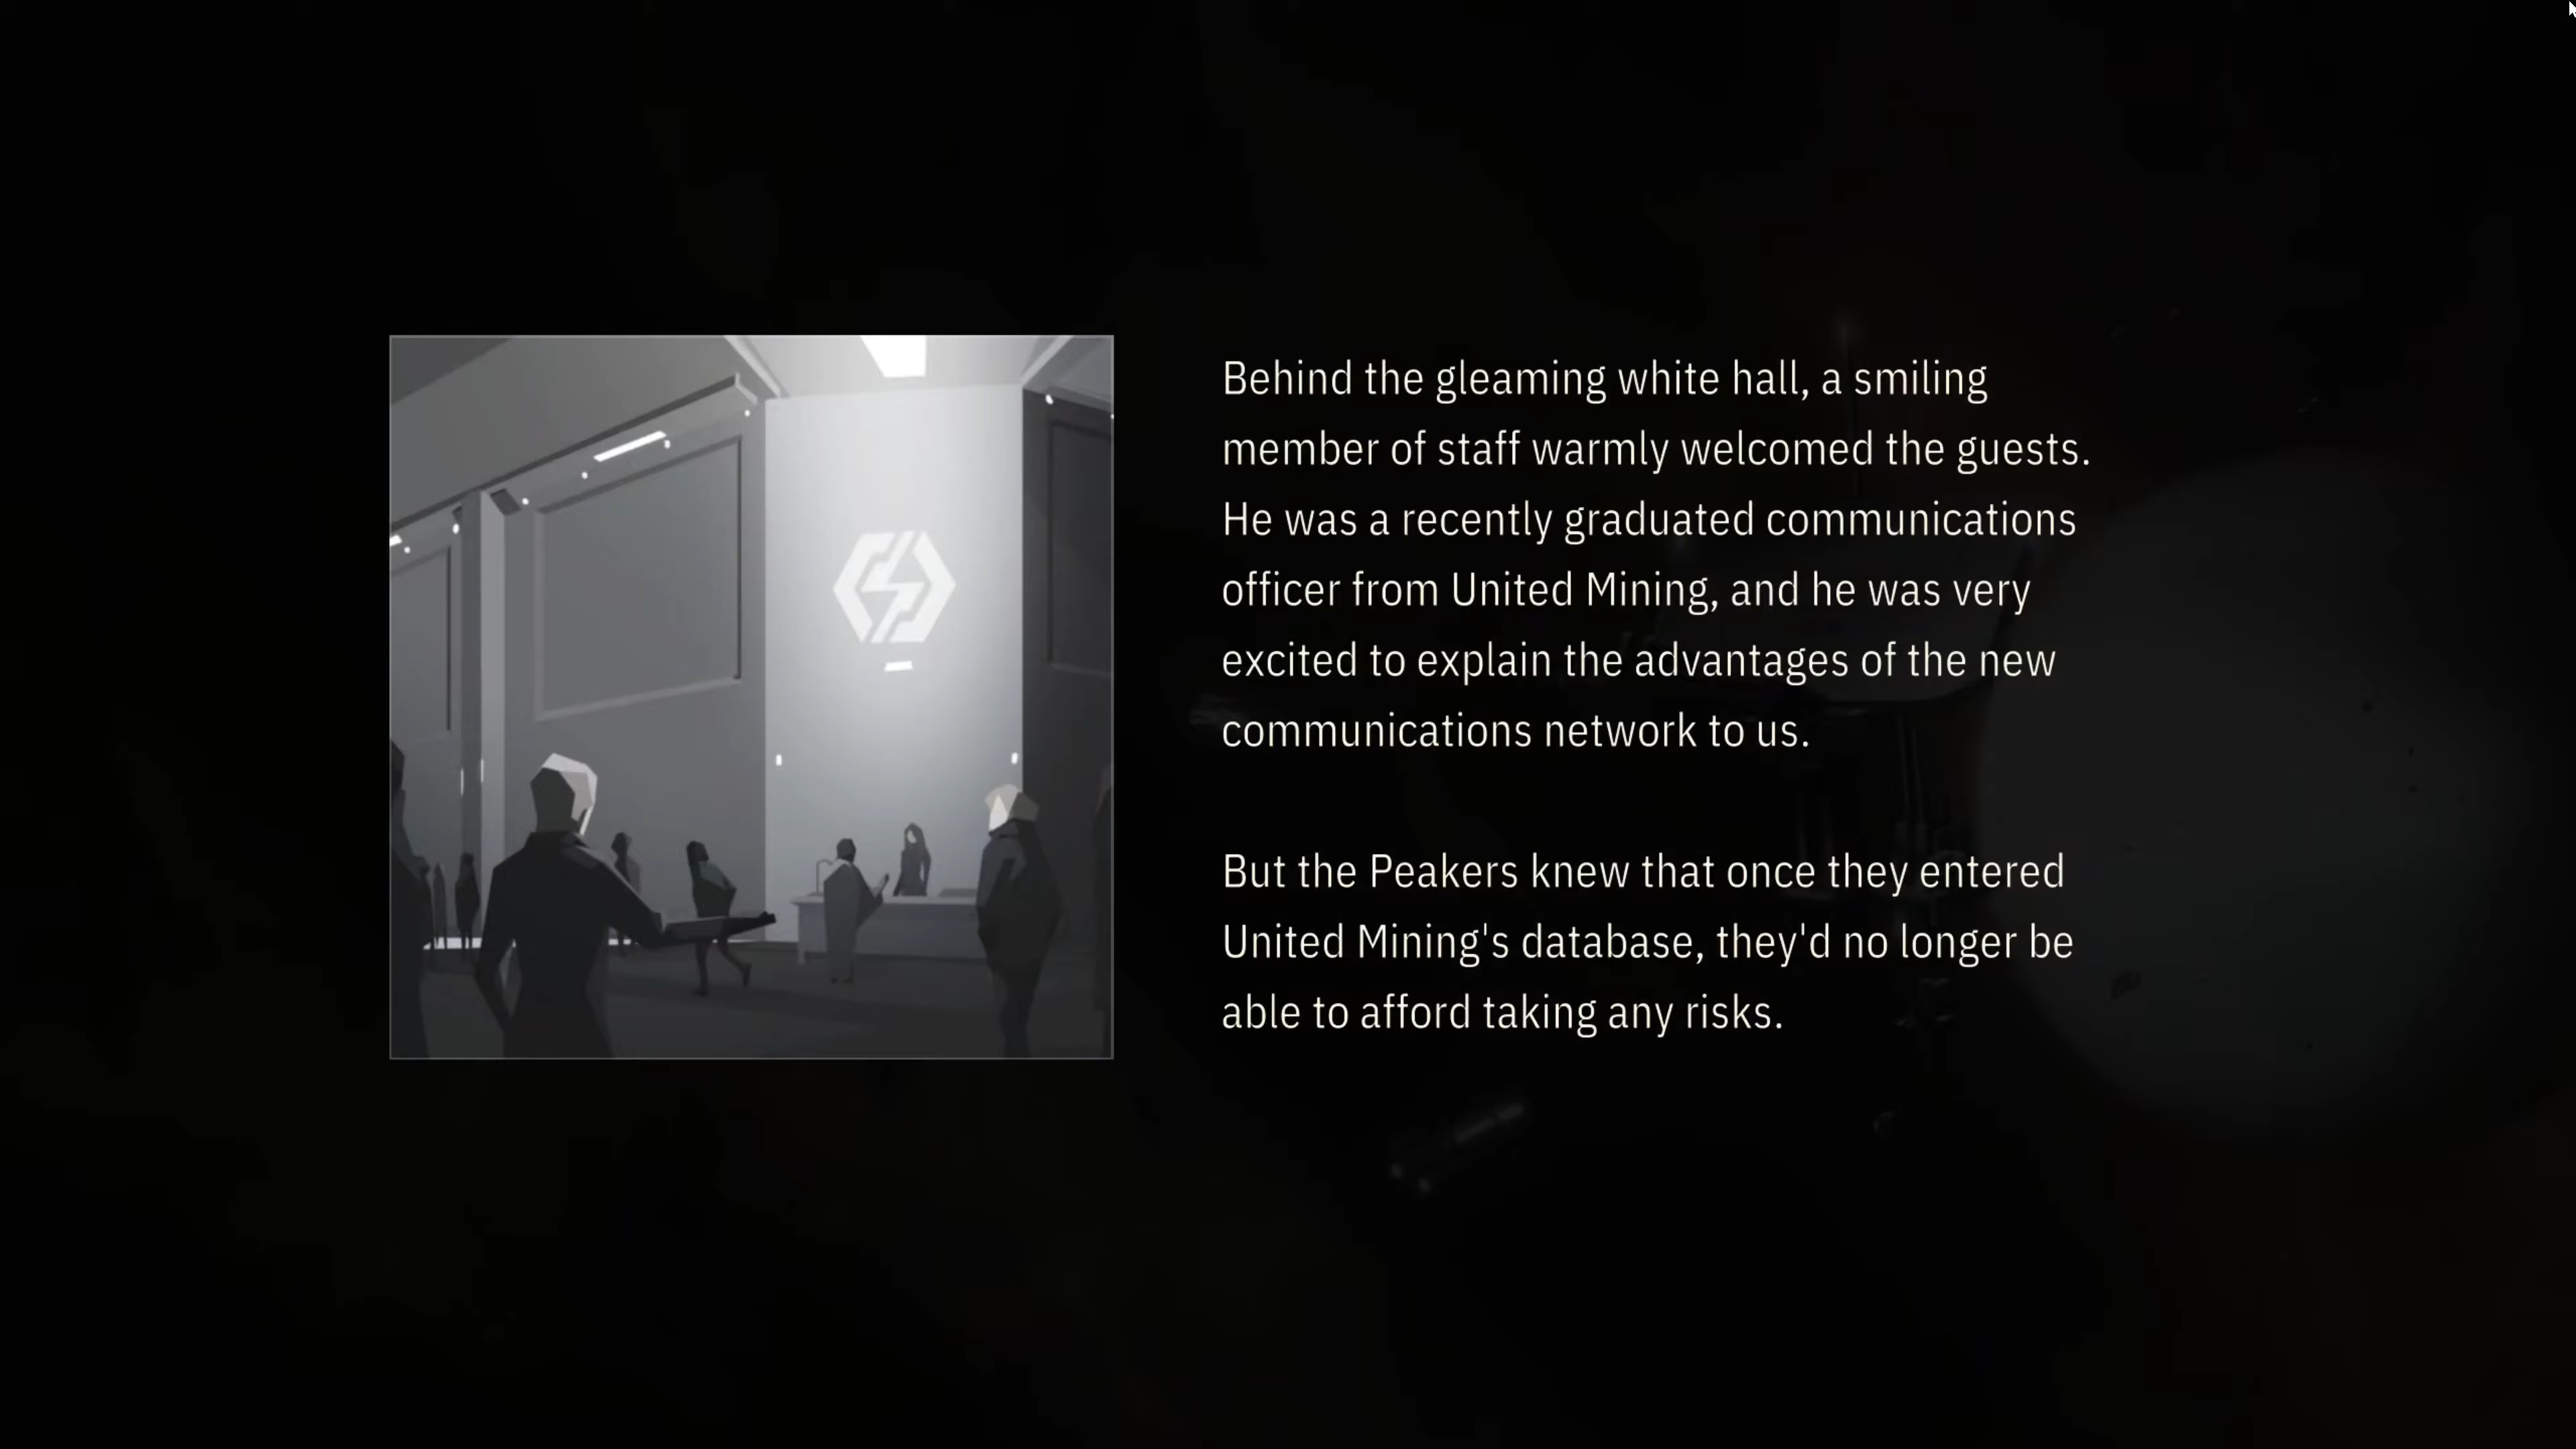 Behind the gleaming white hall, a smiling
member of staff warmly welcomed the guests.
He was a recently graduated communications
officer from United Mining, and he was very
excited to explain the advantages of the new
communications network to us.
But the Peakers knew that once they entered
United Mining's database, they'd no longer be
able to afford taking any risks.